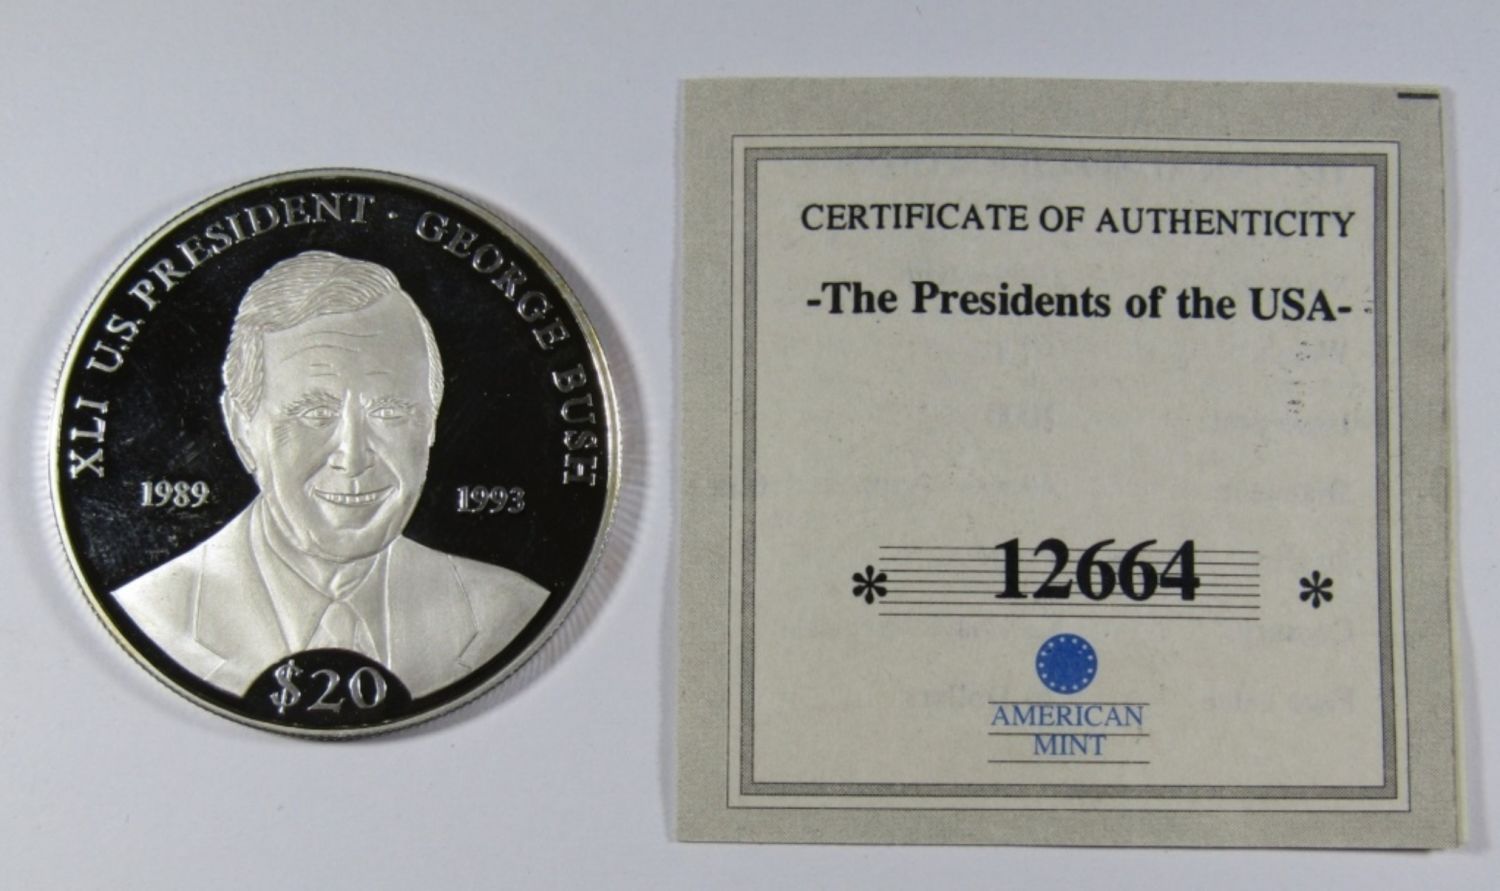 XLI U.S. PRESIDENT · GEORGE BUSH
1989 1993
$20
CERTIFICATE OF AUTHENTICITY
-The Presidents of the USA-
* 12664 *
AMERICAN
MINT